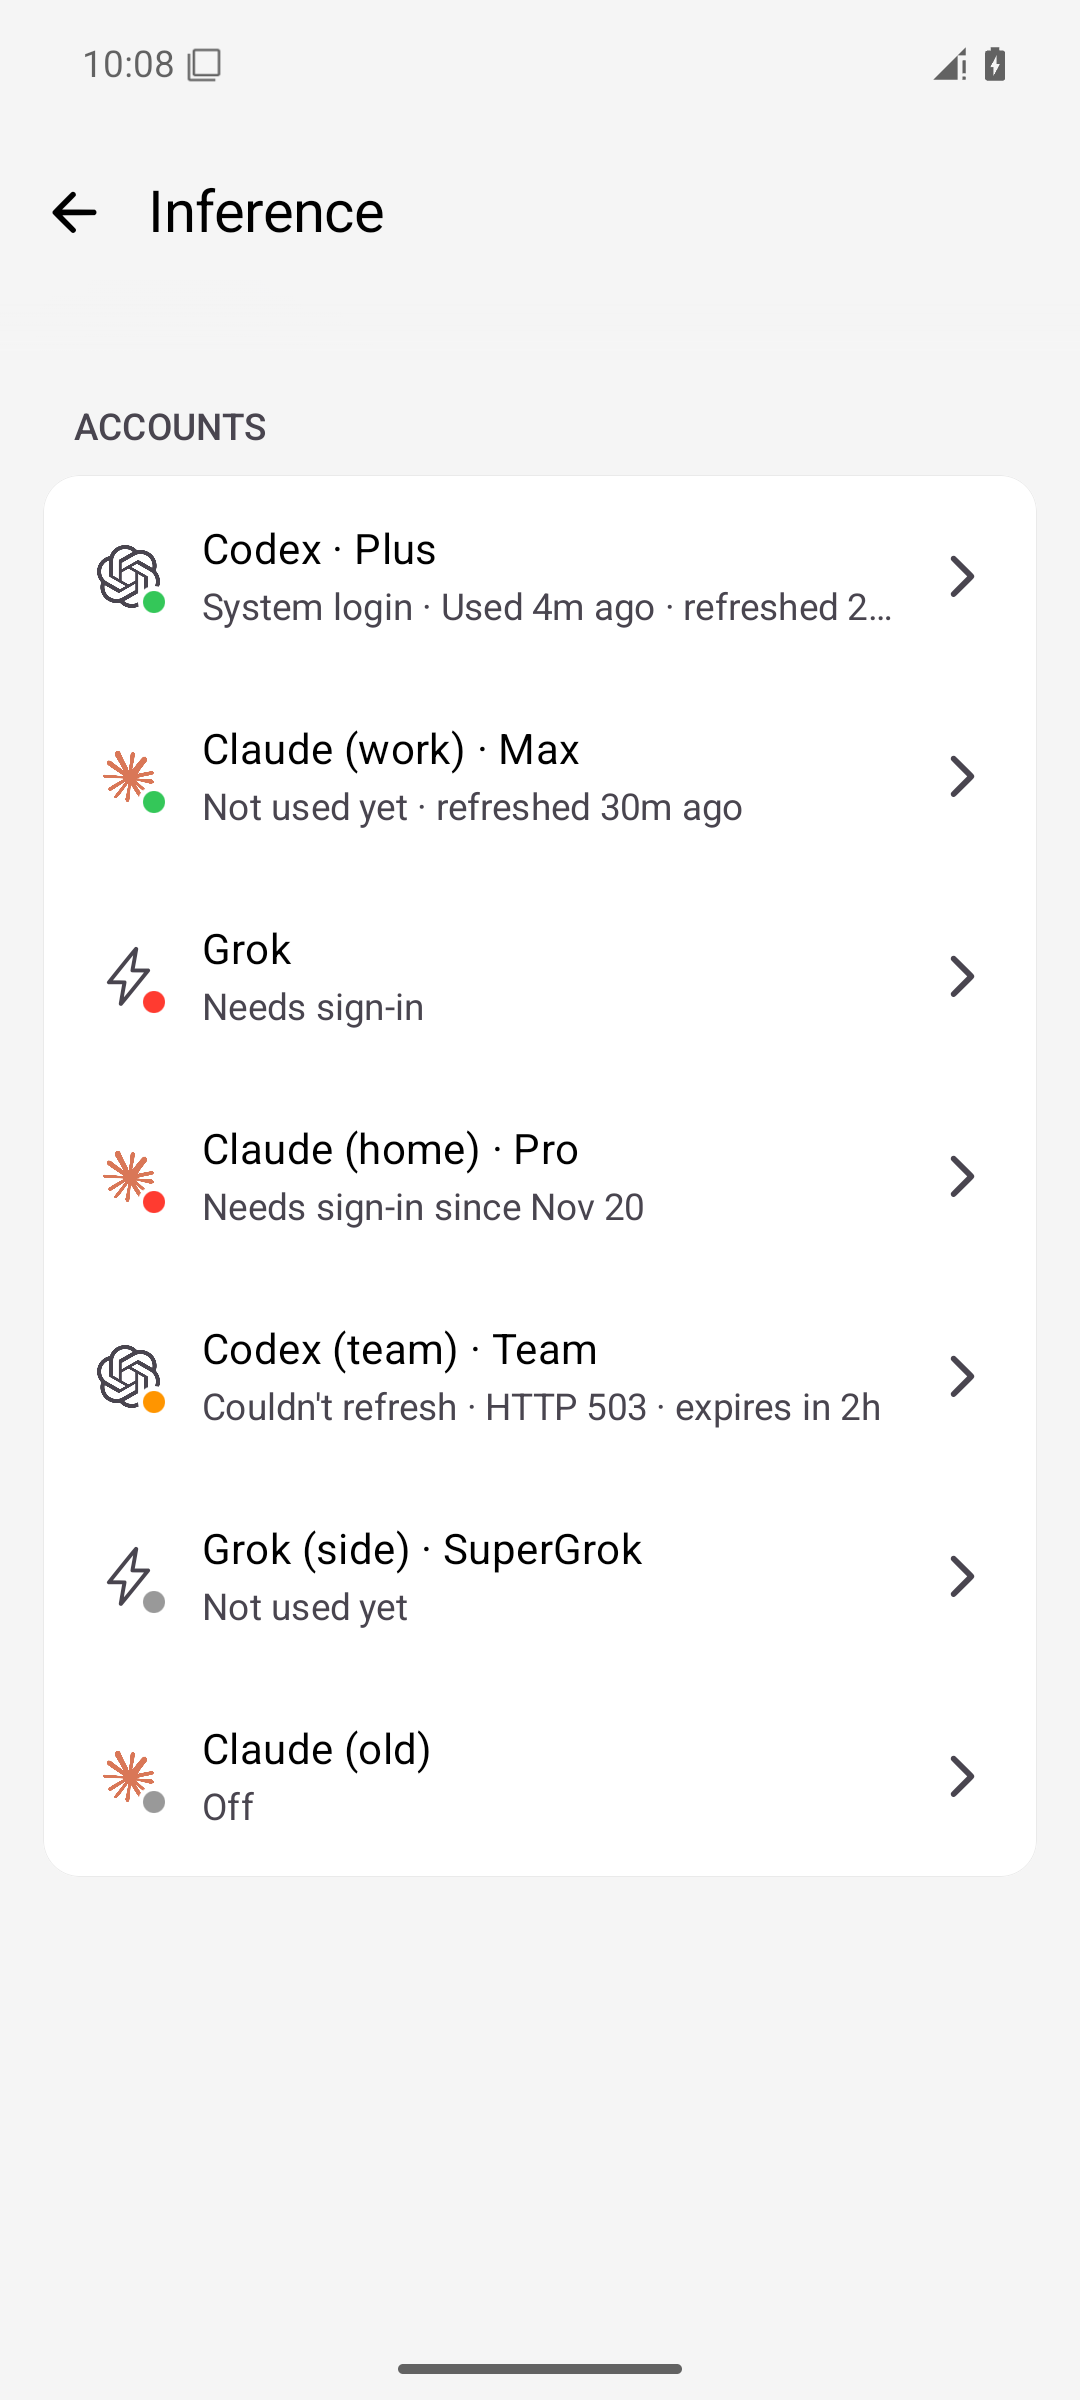 10:08
Inference
ACCOUNTS
Codex · Plus
System login · Used 4m ago · refreshed 2…
Claude (work) · Max
Not used yet · refreshed 30m ago
Grok
Needs sign-in
Claude (home) · Pro
Needs sign-in since Nov 20
Codex (team) · Team
Couldn't refresh · HTTP 503 · expires in 2h
Grok (side) · SuperGrok
Not used yet
Claude (old)
Off